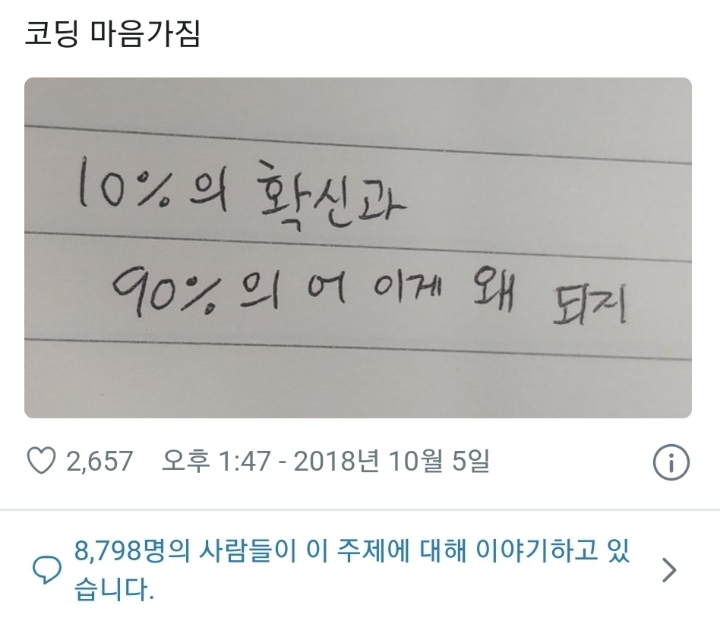 코딩 마음가짐
10%의 확신과
90%의 어 이게 왜 되지
2,657 오후 1:47 - 2018년 10월 5일
8,798명의 사람들이 이 주제에 대해 이야기하고 있
습니다.